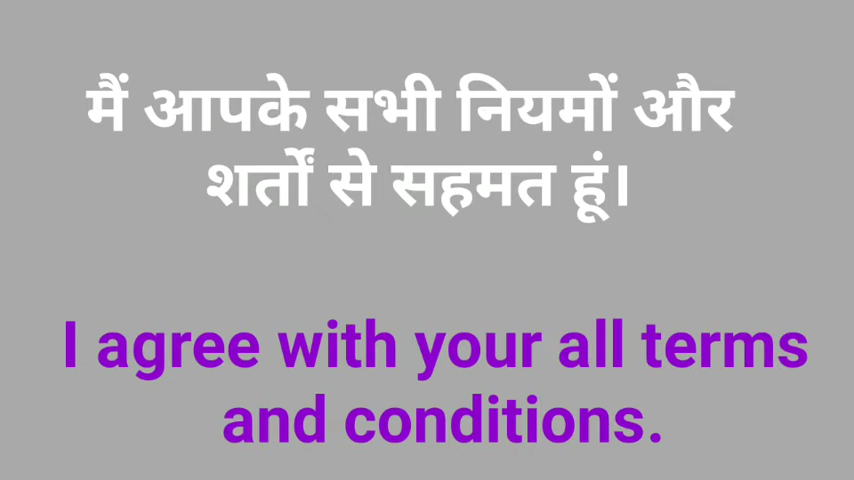 मैं आपके सभी नियमों और
शर्तों से सहमत हूं।
I agree with your all terms
and conditions.